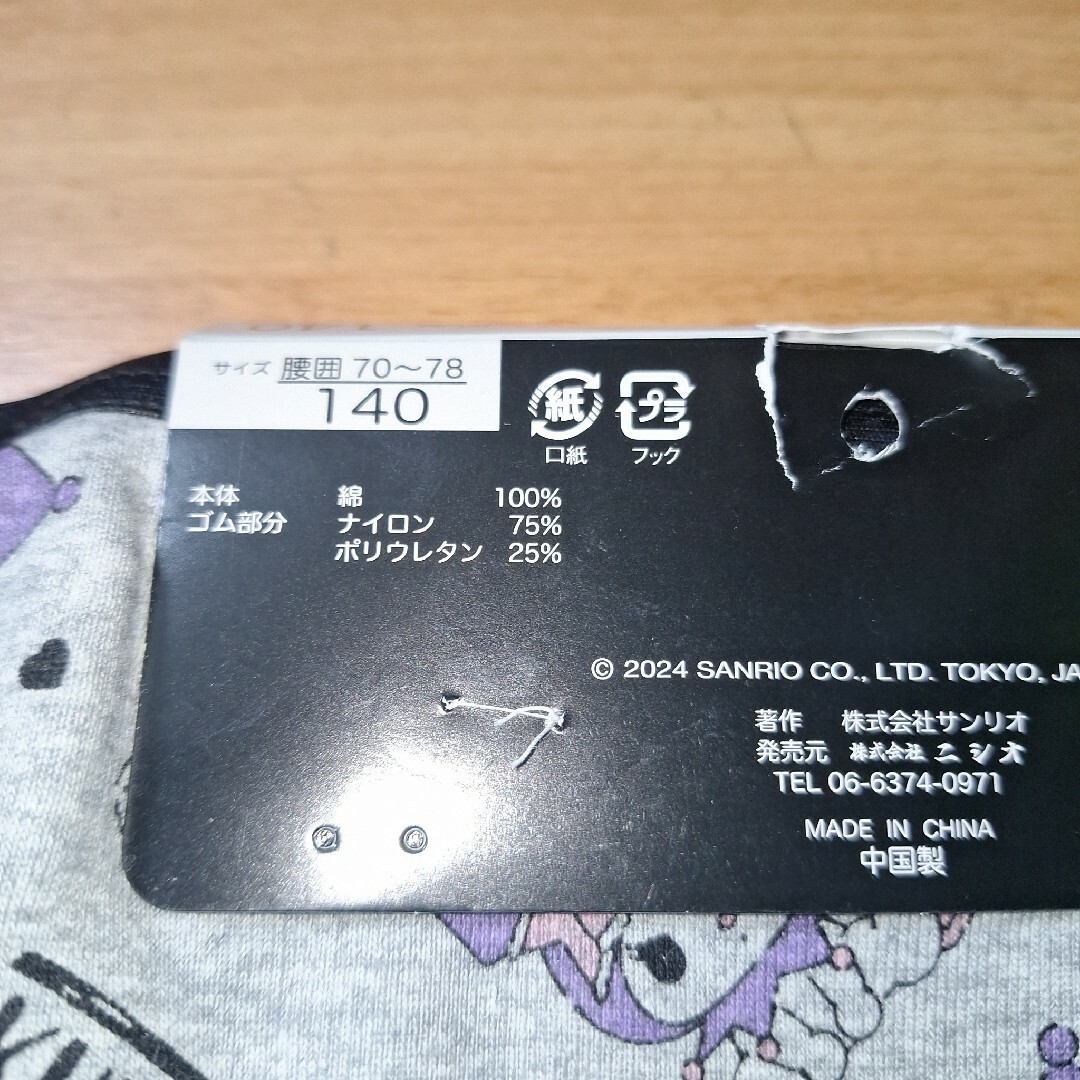 サイズ 腰囲 70～78
140
紙 プラ
口紙 フック
本体 綿 100%
ゴム部分 ナイロン 75%
ポリウレタン 25%
© 2024 SANRIO CO., LTD. TOKYO, JA
著作 株式会社サンリオ
発売元 株式会社 ニシオ
TEL 06-6374-0971
MADE IN CHINA
中国製